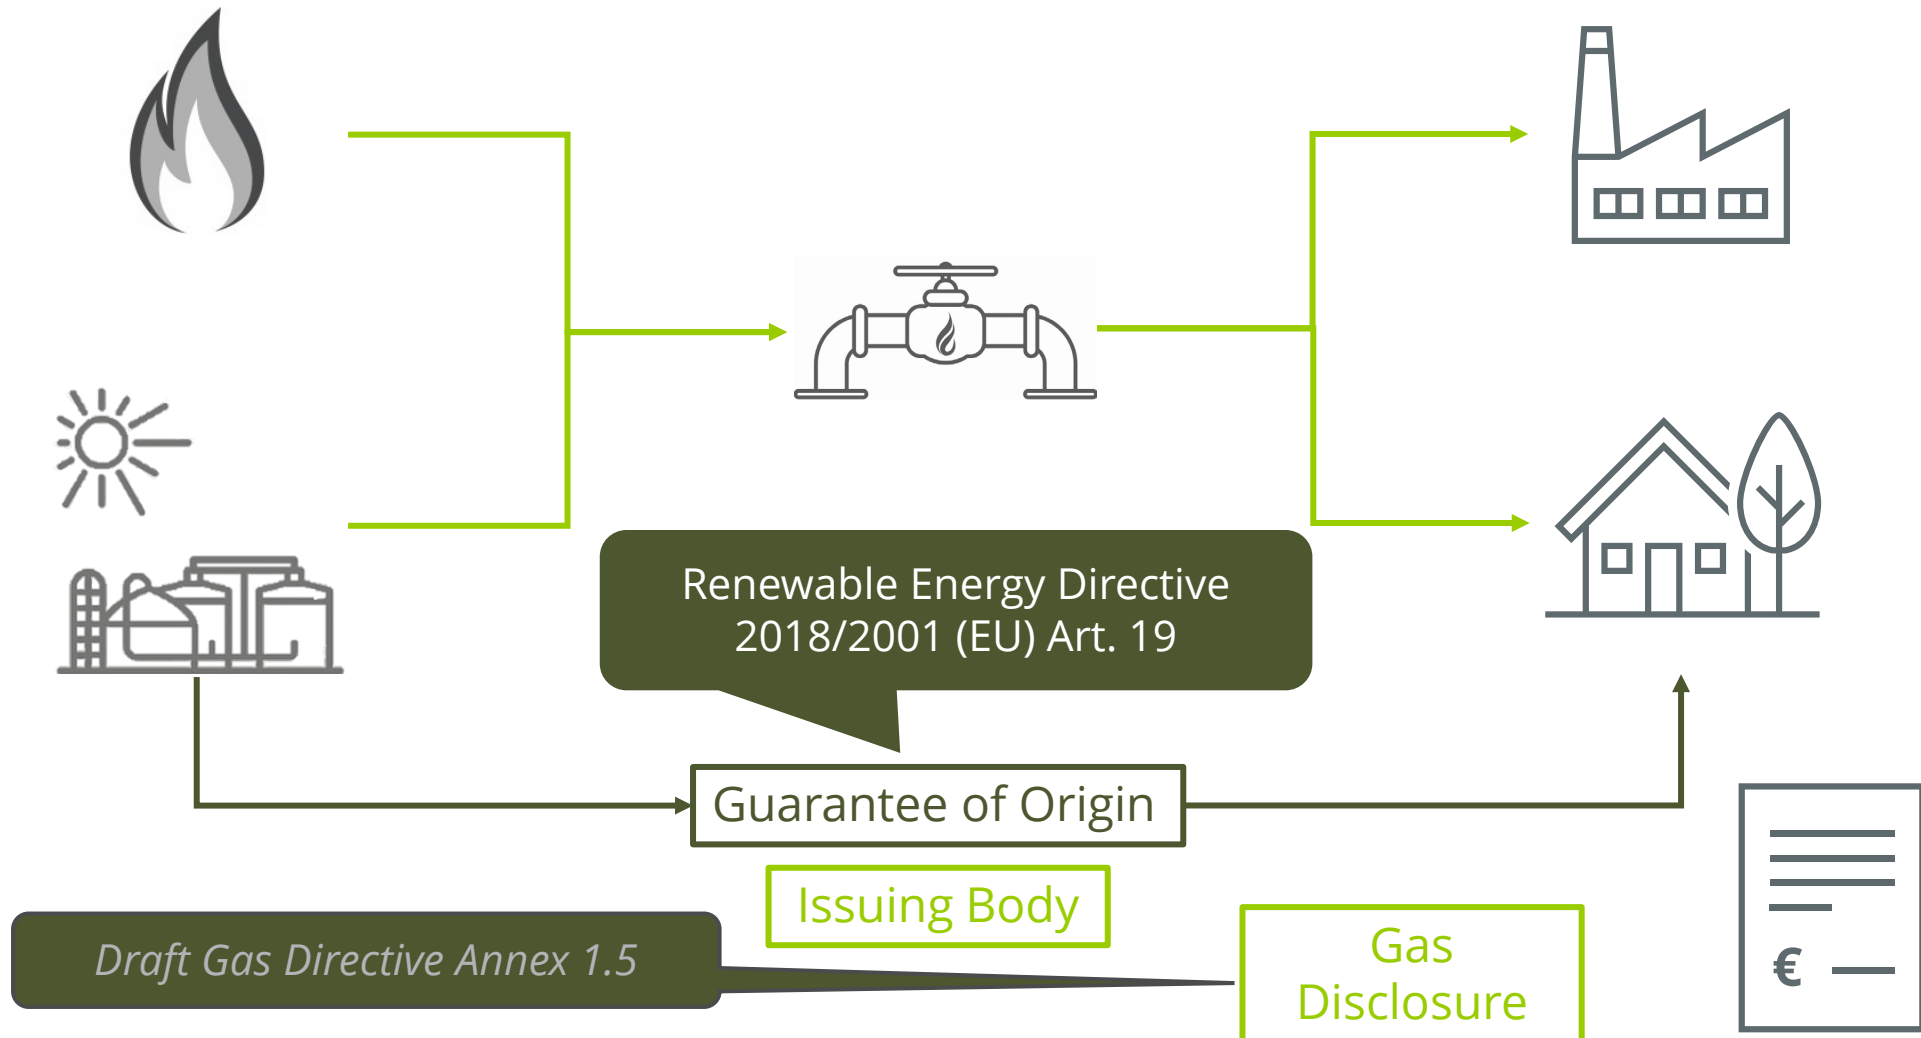 Renewable Energy Directive
2018/2001 (EU) Art. 19
Guarantee of Origin
Issuing Body
Draft Gas Directive Annex 1.5
Gas
Disclosure
€